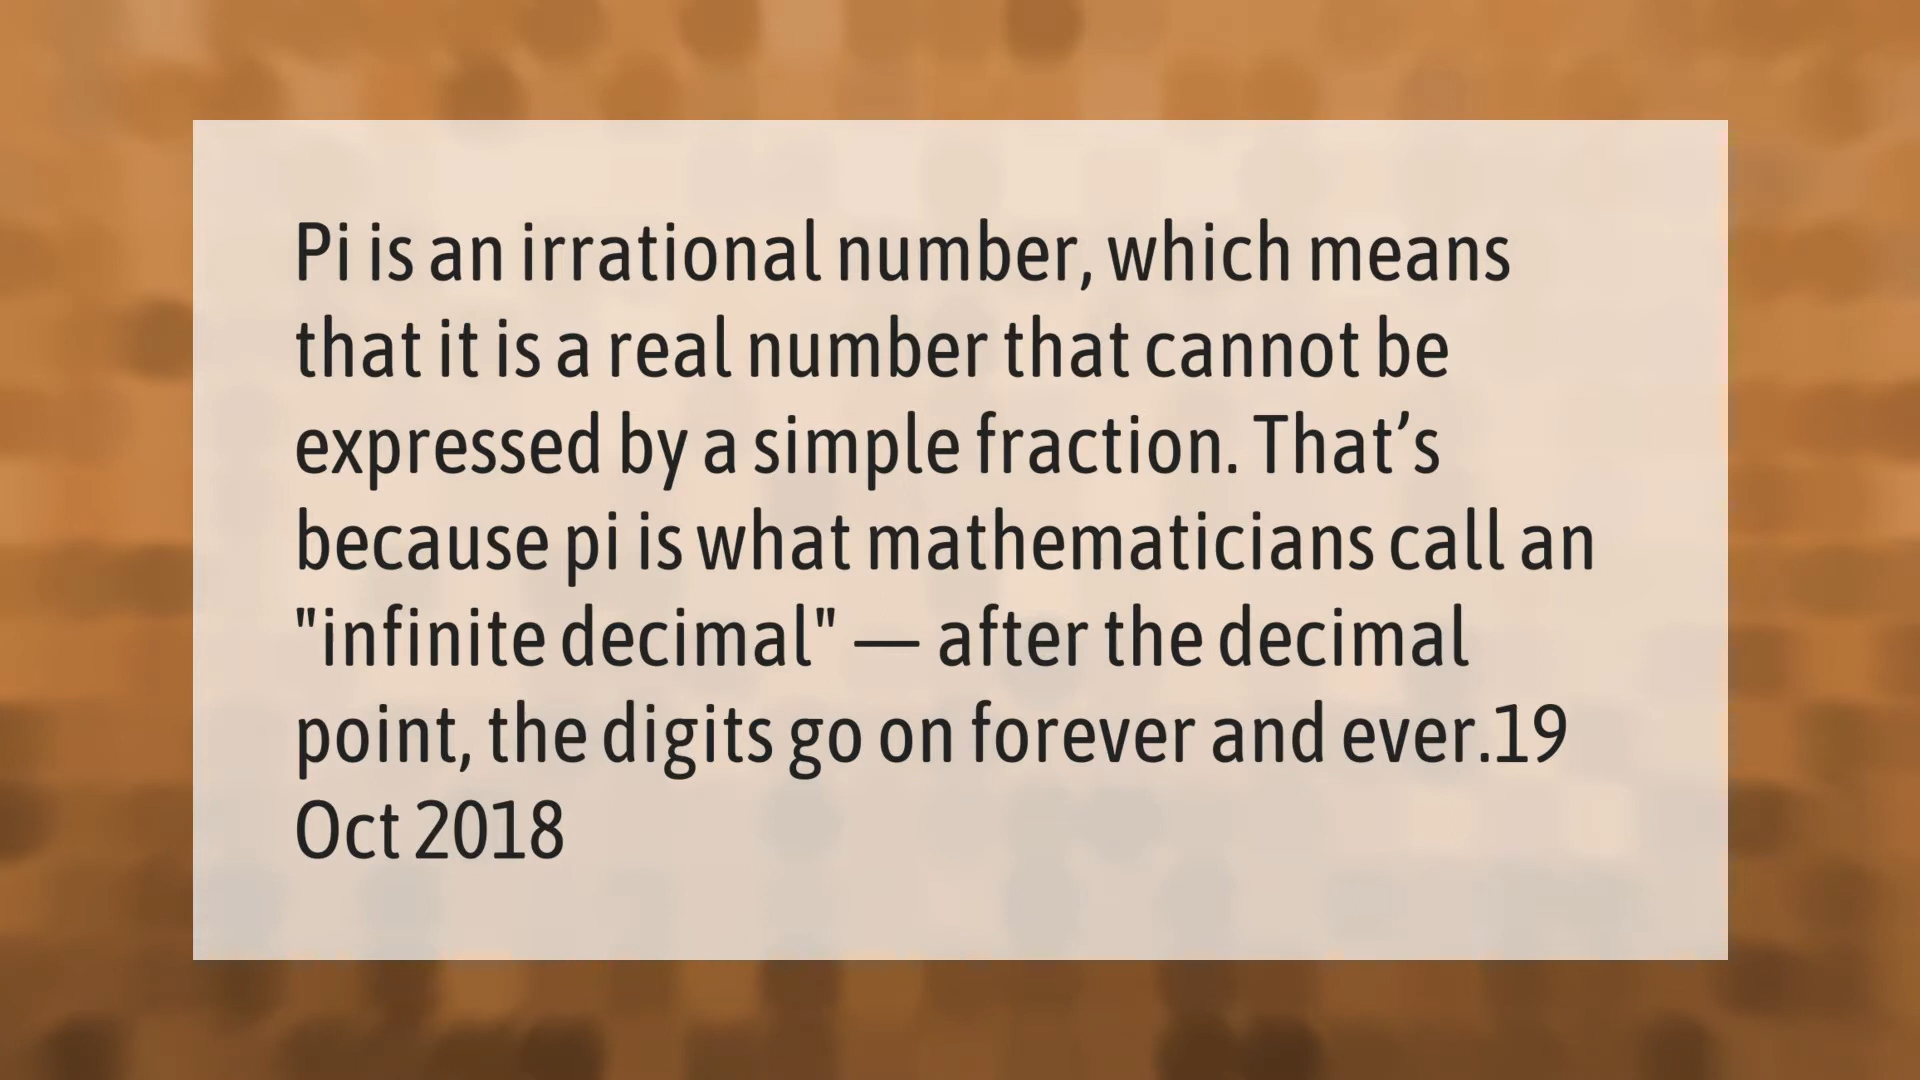 Pi is an irrational number, which means
that it is a real number that cannot be
expressed by a simple fraction. That’s
because pi is what mathematicians call an
"infinite decimal" — after the decimal
point, the digits go on forever and ever.19
Oct 2018